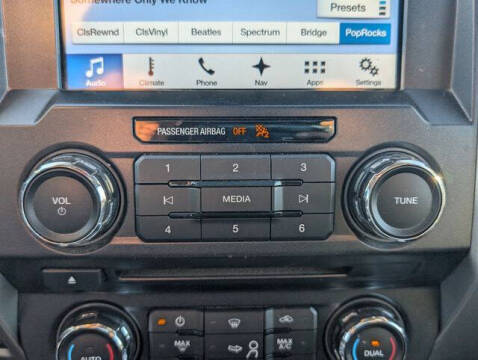 Somewhere Only We Know
Presets
ClsRewnd ClsVinyl Beatles Spectrum Bridge PopRocks
Audio Climate Phone Nav Apps Settings
PASSENGER AIRBAG OFF 2
1 2 3
VOL MEDIA TUNE
4 5 6
MAX MAX A/C
AUTO DUAL